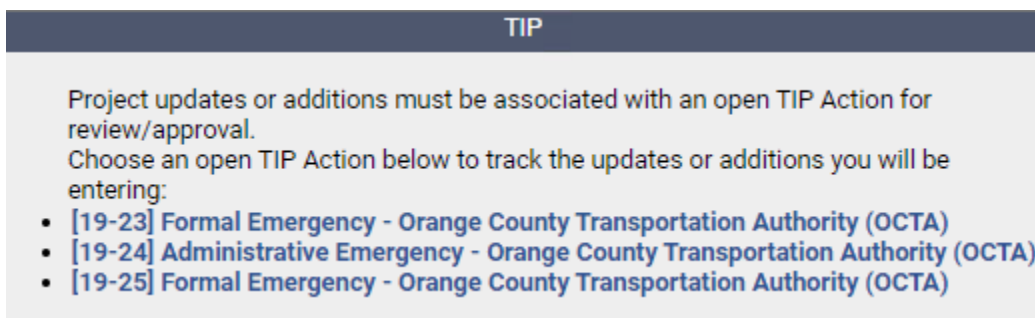 TIP
Project updates or additions must be associated with an open TIP Action for
review/approval.
Choose an open TIP Action below to track the updates or additions you will be
entering:
• [19-23] Formal Emergency - Orange County Transportation Authority (OCTA)
• [19-24] Administrative Emergency - Orange County Transportation Authority (OCTA)
• [19-25] Formal Emergency - Orange County Transportation Authority (OCTA)